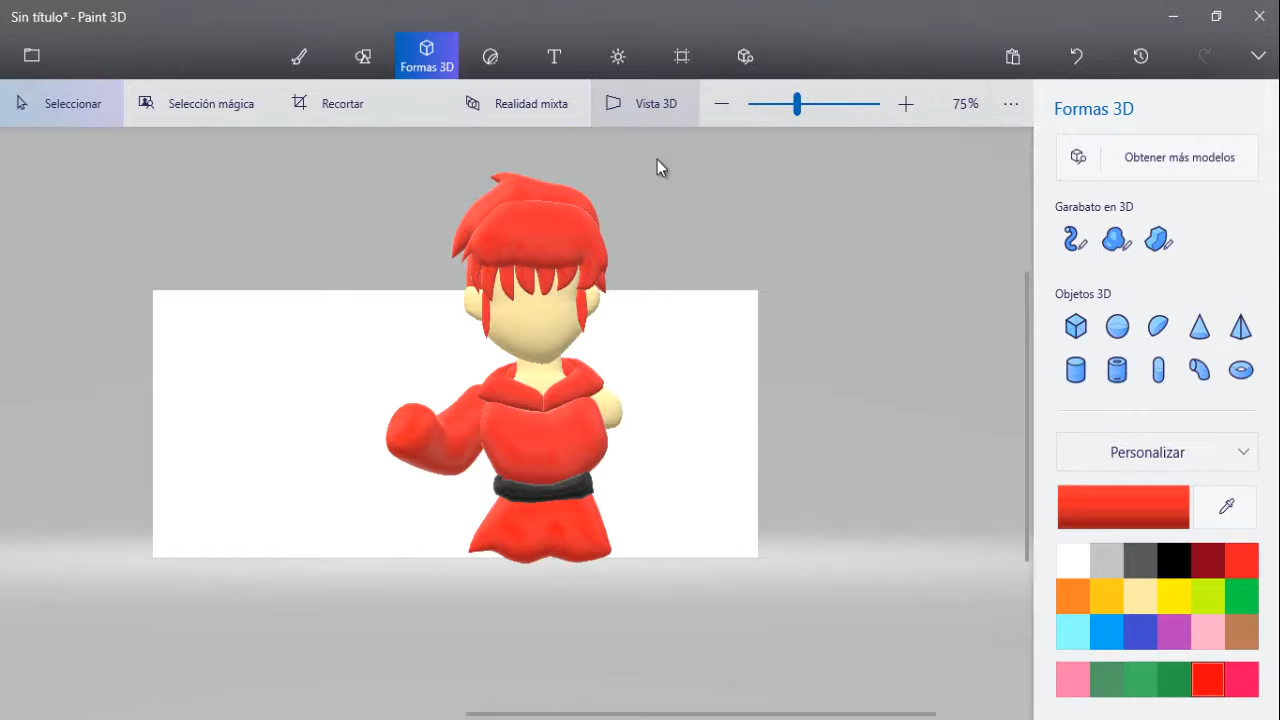 Sin título* - Paint 3D
Formas 3D
Seleccionar
Selección mágica
Recortar
Realidad mixta
Vista 3D
75%
Formas 3D
Obtener más modelos
Garabato en 3D
Objetos 3D
Personalizar